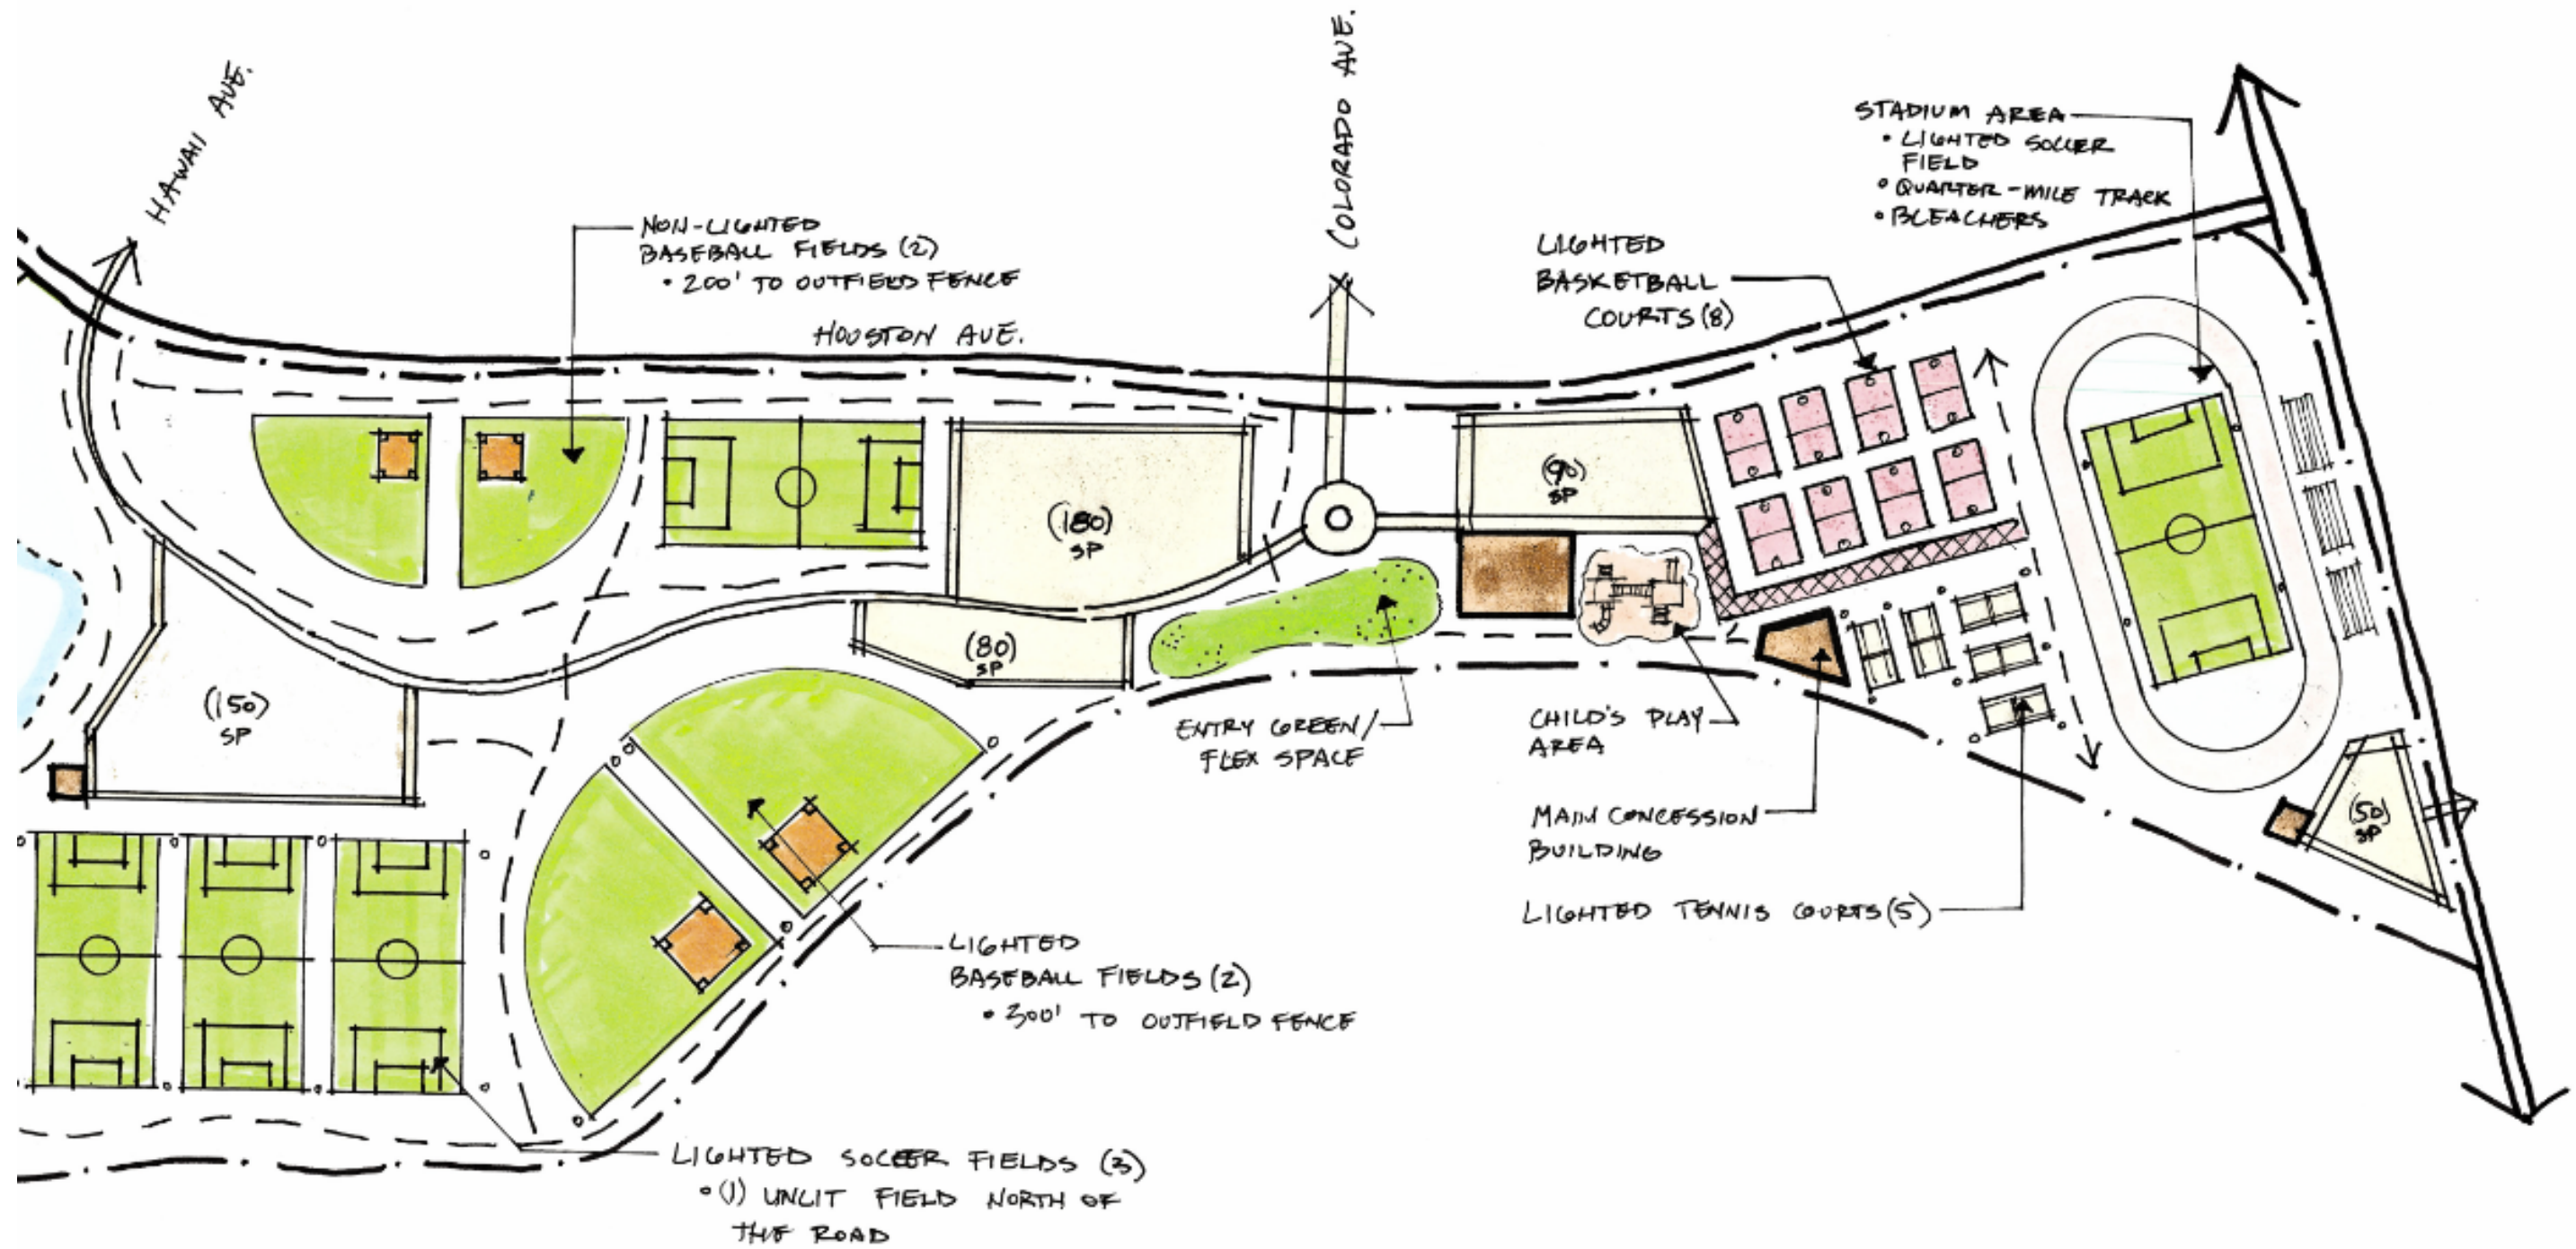 HAWAII AVE.
NON-LIGHTED
BASEBALL FIELDS (2)
• 200' TO OUTFIELD FENCE
HOUSTON AVE.
COLORADO AVE.
LIGHTED
BASKETBALL
COURTS (8)
STADIUM AREA
• LIGHTED SOCCER
FIELD
• QUARTER-MILE TRACK
• BLEACHERS
(180)
SP
(90)
SP
(80)
SP
(150)
SP
(50)
SP
ENTRY GREEN/
FLEX SPACE
CHILD'S PLAY
AREA
MAIN CONCESSION
BUILDING
LIGHTED TENNIS COURTS (5)
LIGHTED
BASEBALL FIELDS (2)
• 300' TO OUTFIELD FENCE
LIGHTED SOCCER FIELDS (3)
• (1) UNLIT FIELD NORTH OF
THE ROAD